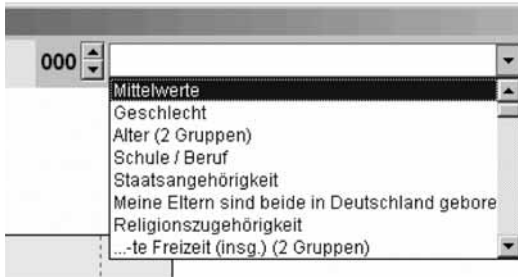 000
Mittelwerte
Geschlecht
Alter (2 Gruppen)
Schule / Beruf
Staatsangehörigkeit
Meine Eltern sind beide in Deutschland gebore
Religionszugehörigkeit
...-te Freizeit (insg.) (2 Gruppen)